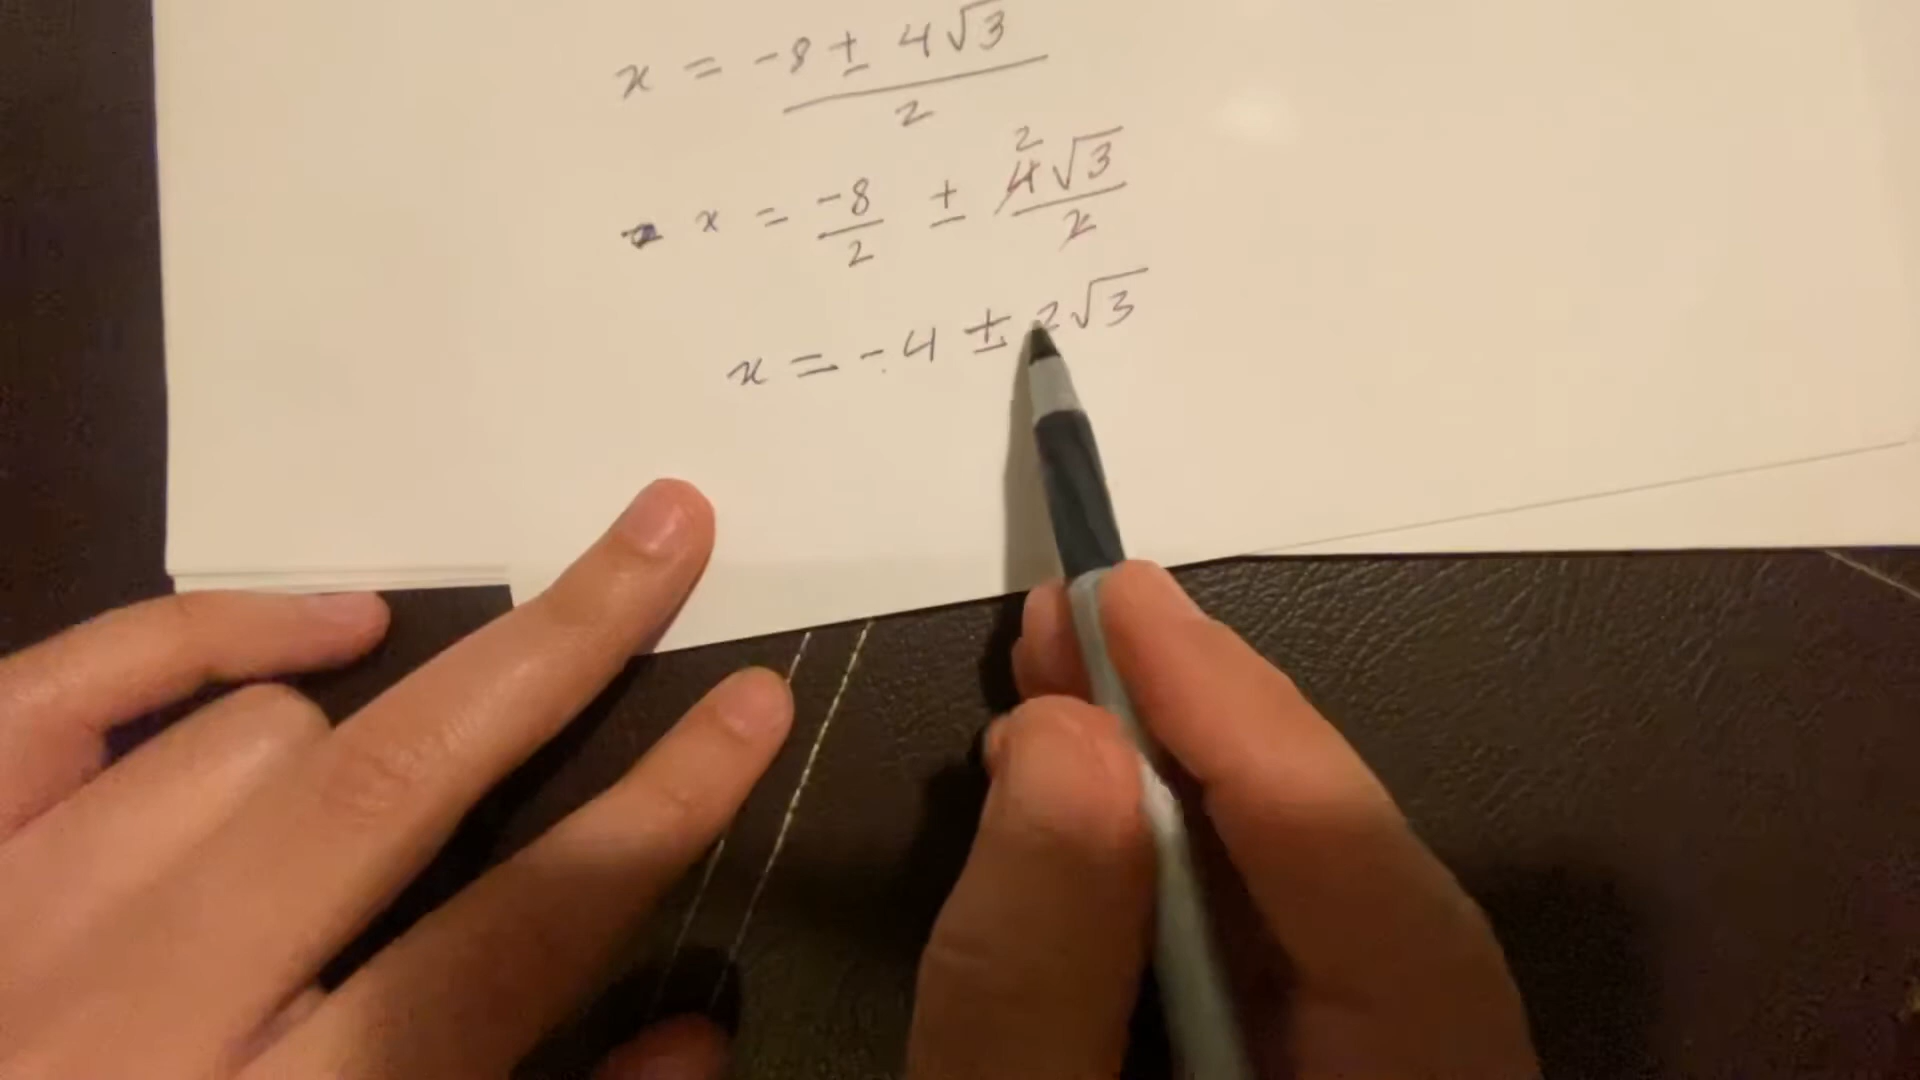 x = -8 ± 4√3 / 2
x = -8/2 ± 4√3/2 2
x = -4 ± 2√3